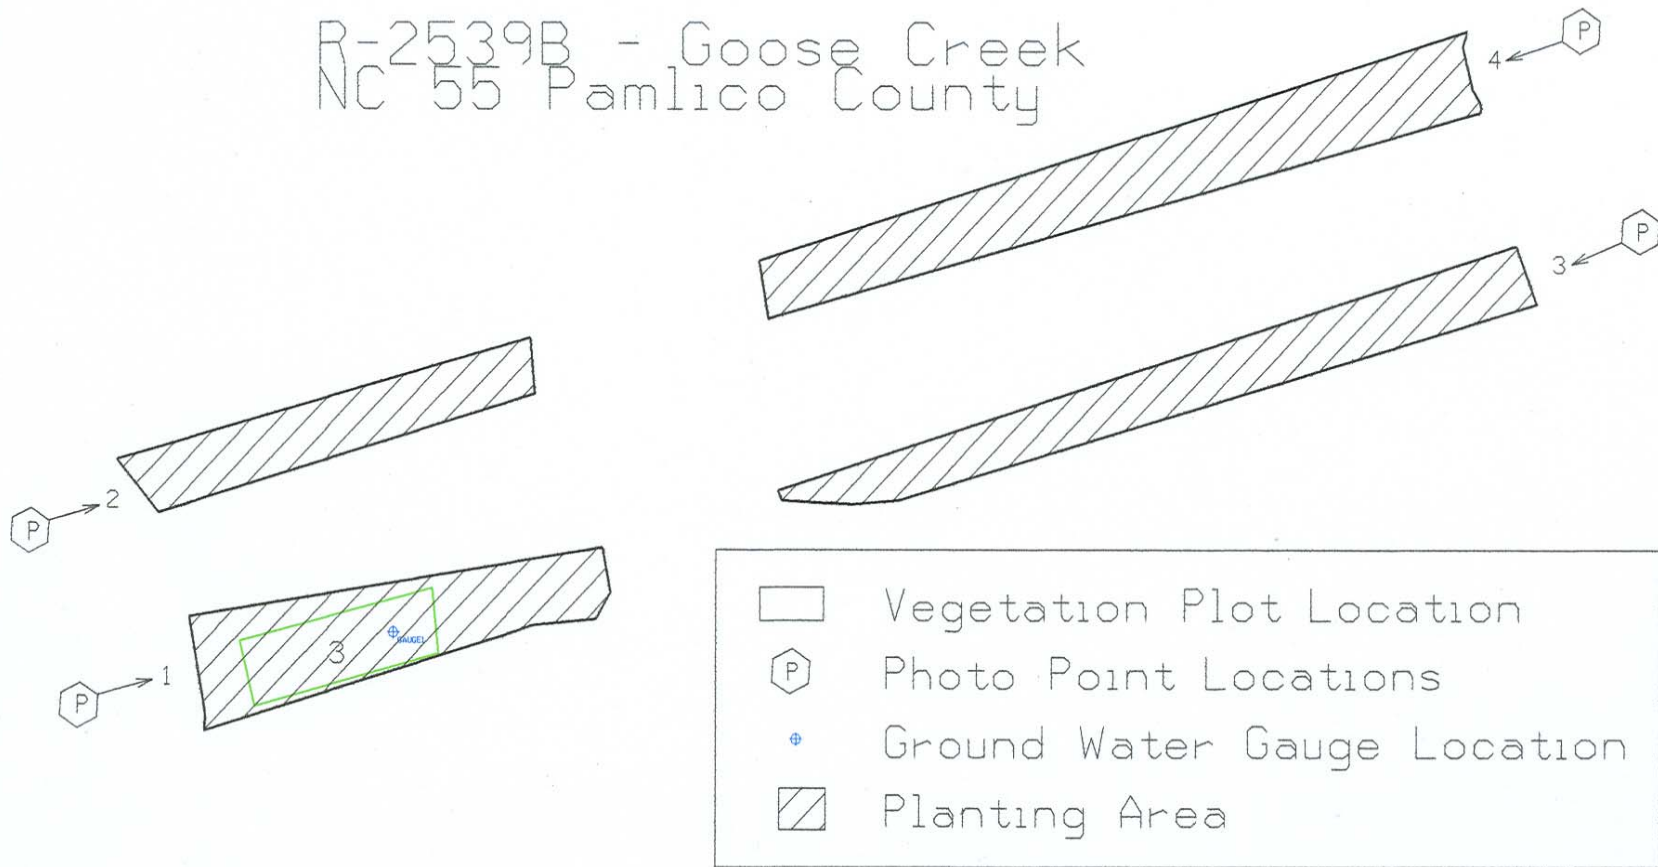 R-2539B - Goose Creek
NC 55 Pamlico County
P
4
P
3
2
P
3
GAUGE1
1
P
Vegetation Plot Location
P Photo Point Locations
Ground Water Gauge Location
Planting Area